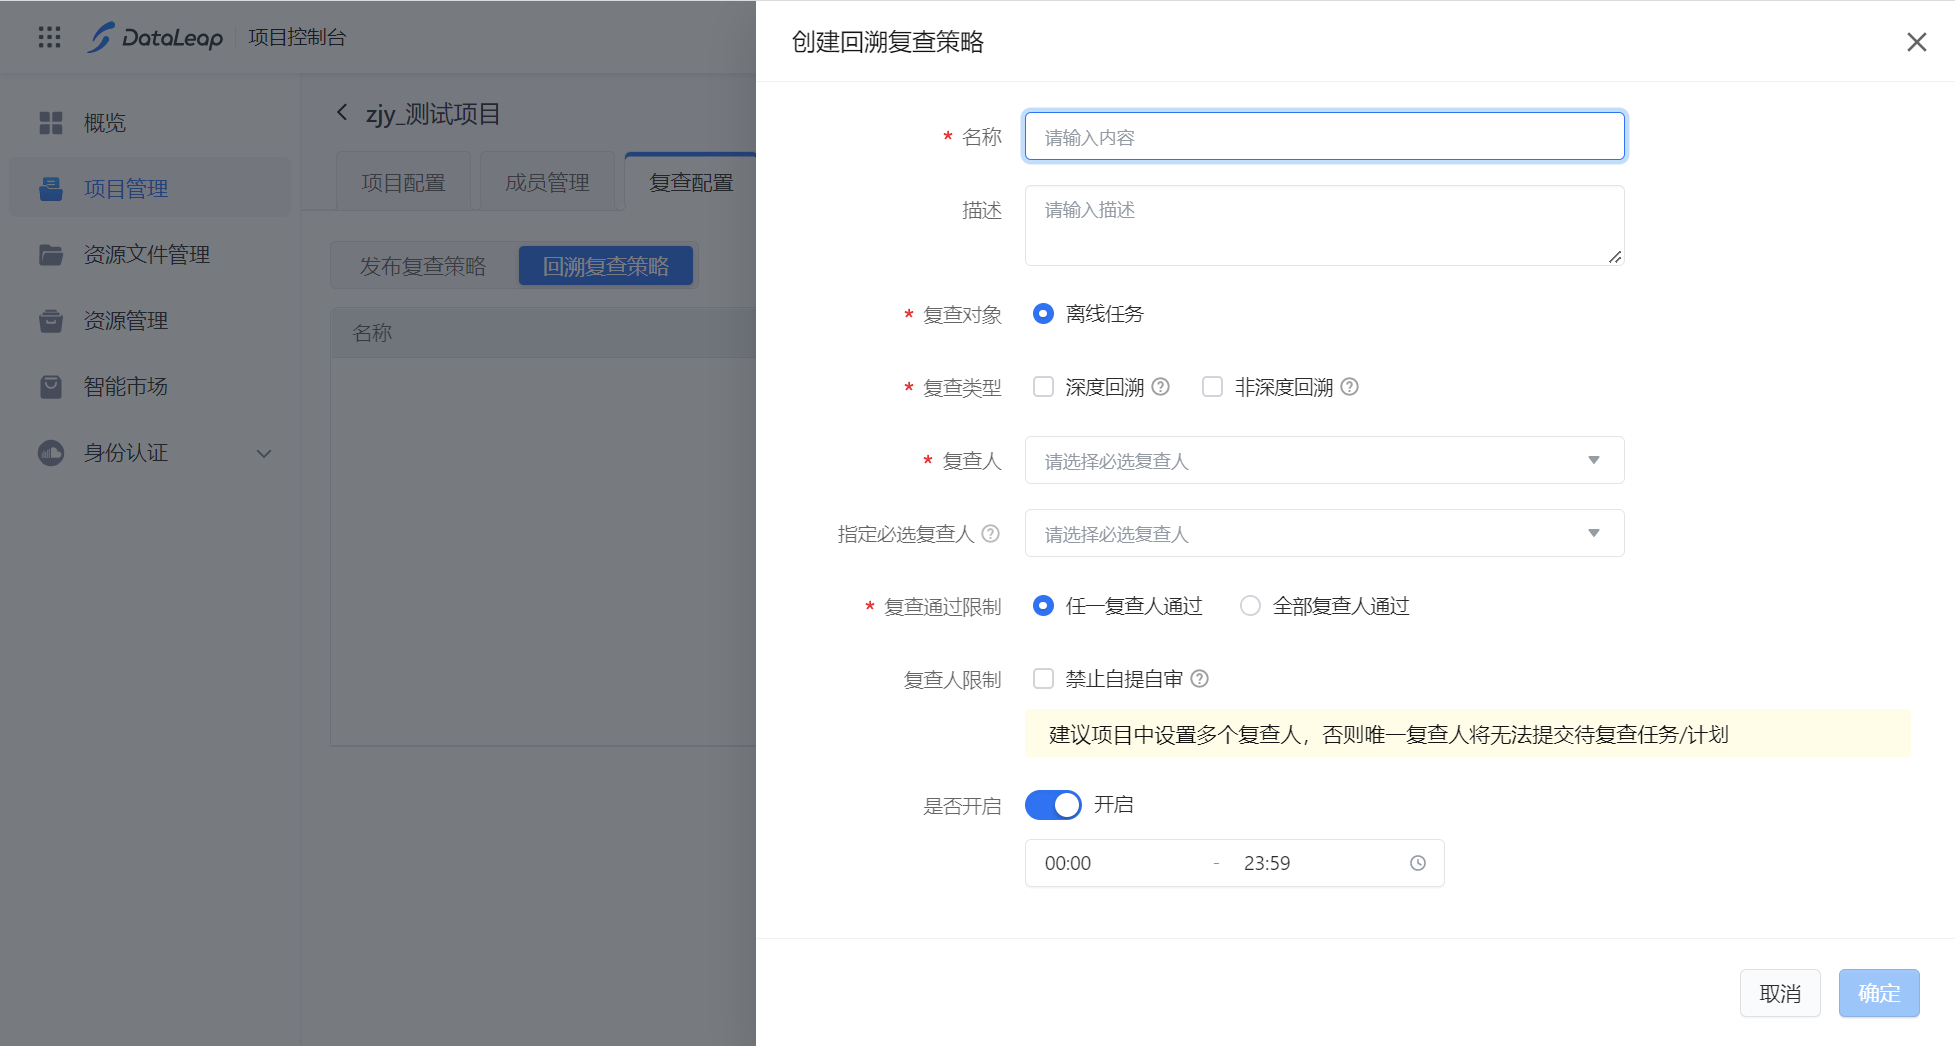 DataLeap 项目控制台
概览
项目管理
资源文件管理
资源管理
智能市场
身份认证
zjy_测试项目
项目配置 成员管理 复查配置
发布复查策略 回溯复查策略
名称
创建回溯复查策略
* 名称 请输入内容
描述 请输入描述
* 复查对象 离线任务
* 复查类型 深度回溯 非深度回溯
* 复查人 请选择必选复查人
指定必选复查人 请选择必选复查人
* 复查通过限制 任一复查人通过 全部复查人通过
复查人限制 禁止自提自审
建议项目中设置多个复查人，否则唯一复查人将无法提交待复查任务/计划
是否开启 开启
00:00 - 23:59
取消 确定